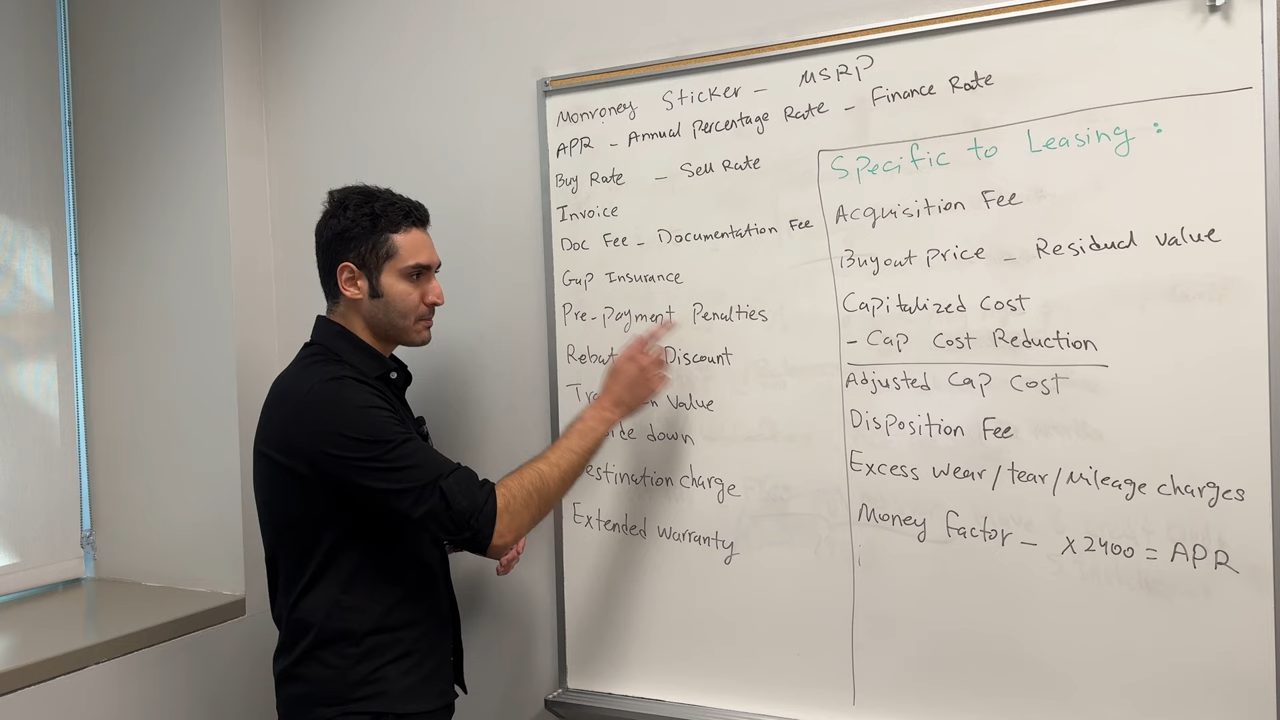 Monroney Sticker - MSRP
APR - Annual Percentage Rate - Finance Rate
Buy Rate - Sell Rate
Invoice
Doc Fee - Documentation Fee
Gap Insurance
Pre-payment Penalties
Discount
Value
down
Destination charge
Extended warranty
Specific to Leasing:
Acquisition Fee
Buyout price - Residual value
Capitalized cost
- Cap Cost Reduction
Adjusted Cap Cost
Disposition Fee
Excess wear/tear/mileage charges
Money Factor - x2400 = APR